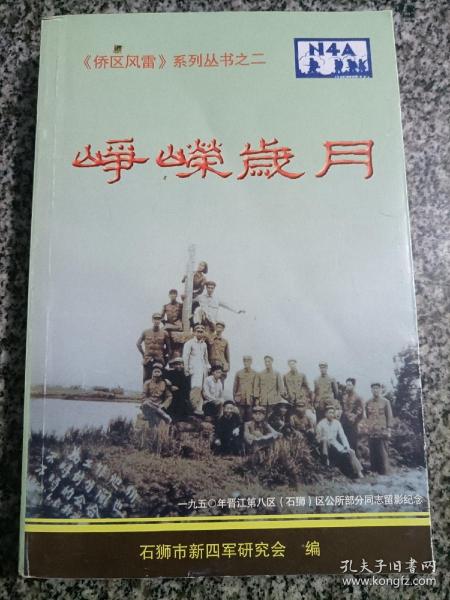 《侨区风雷》系列丛书之二
N4A
峥嵘岁月
一九五〇年晋江第八区（石狮）区公所部分同志留影纪念
石狮市新四军研究会 编
孔夫子旧书网
kongfz.com